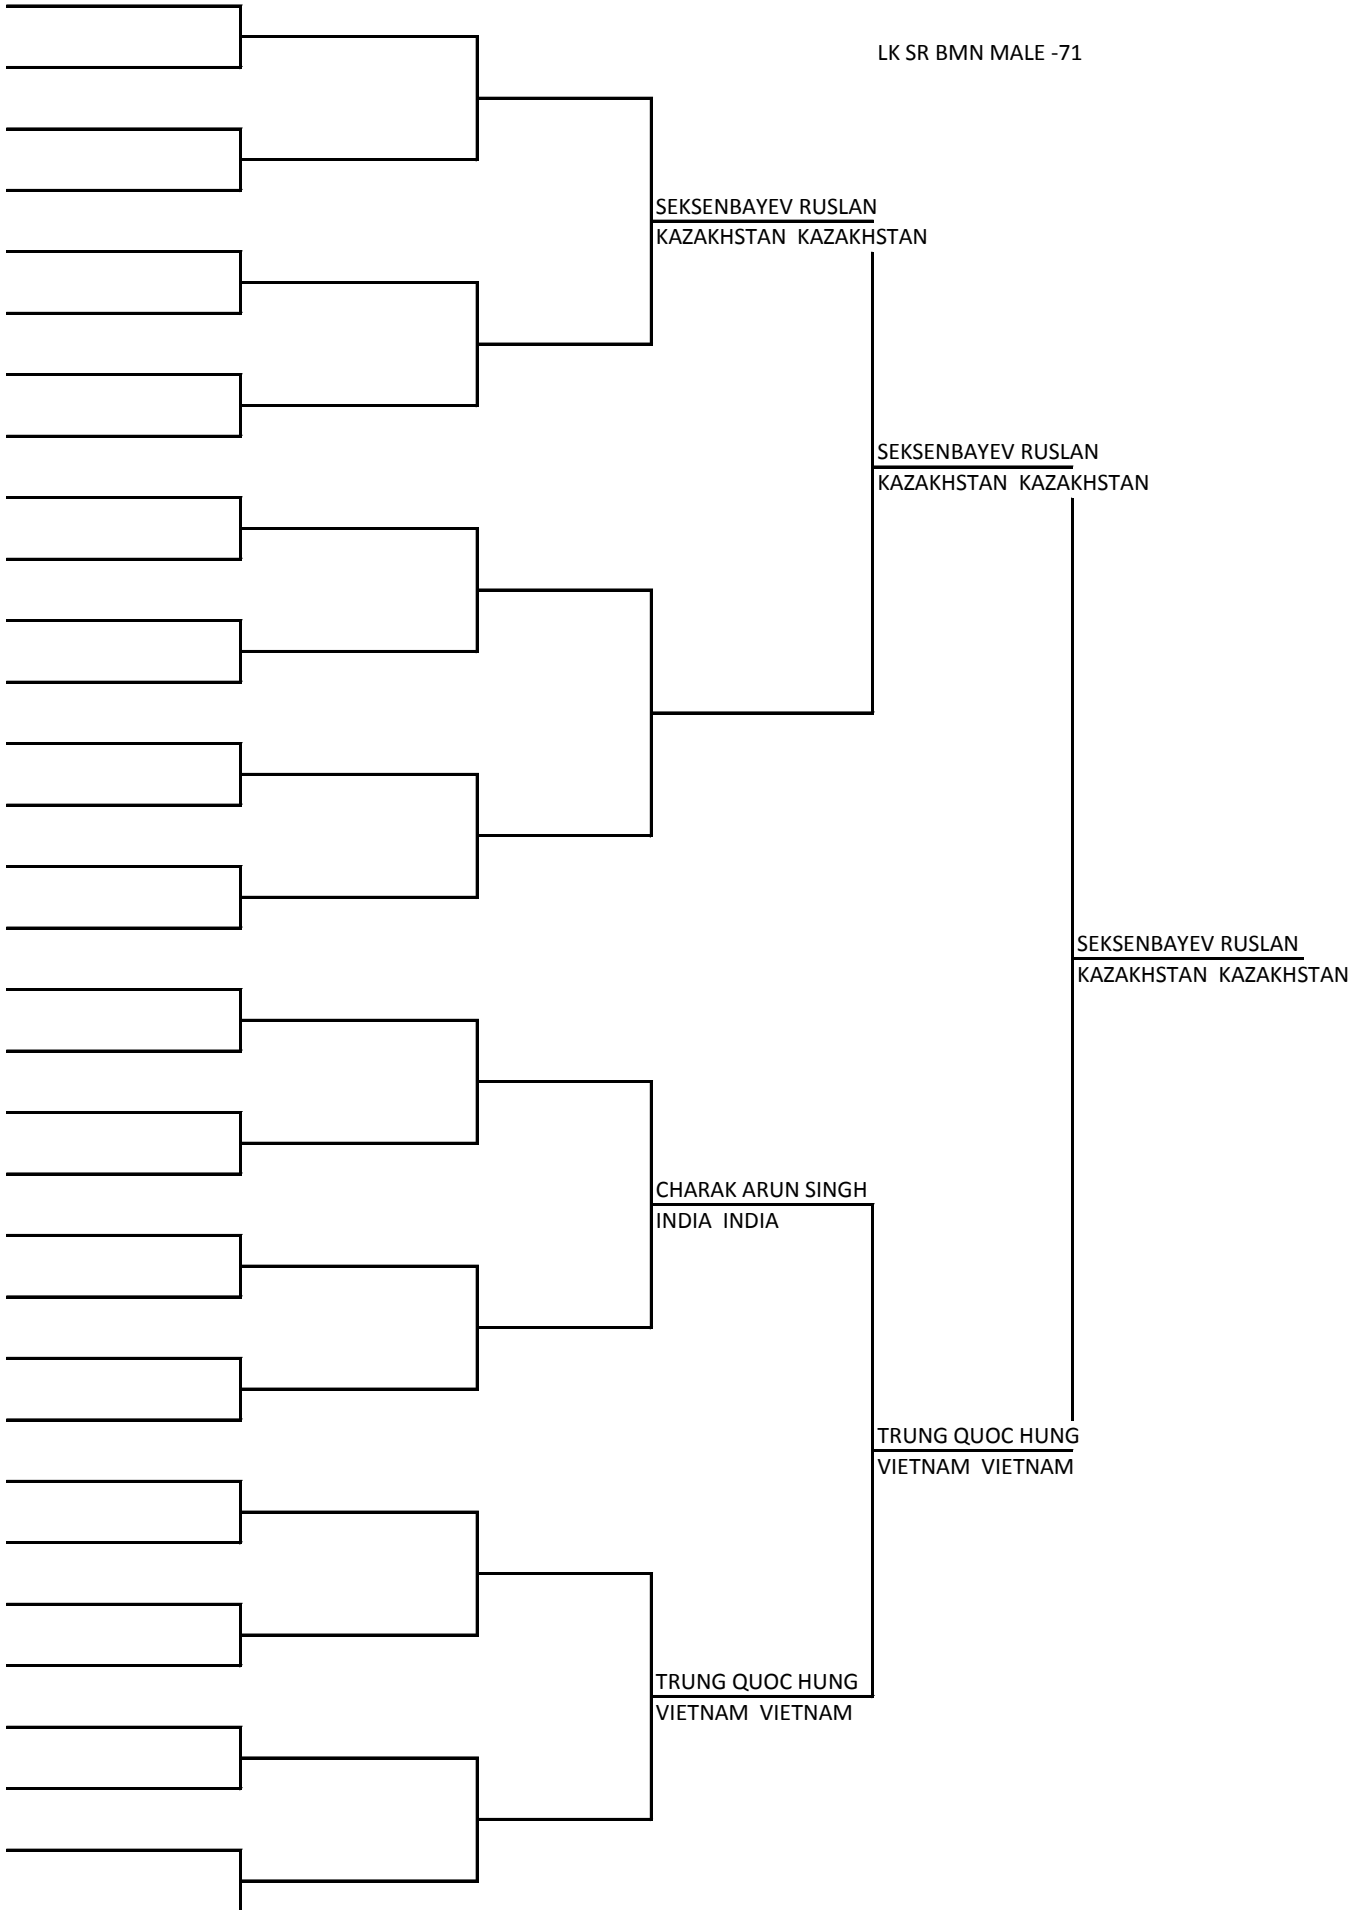 LK SR BMN MALE -71
SEKSENBAYEV RUSLAN
KAZAKHSTAN  KAZAKHSTAN
SEKSENBAYEV RUSLAN
KAZAKHSTAN  KAZAKHSTAN
SEKSENBAYEV RUSLAN
KAZAKHSTAN  KAZAKHSTAN
CHARAK ARUN SINGH
INDIA  INDIA
TRUNG QUOC HUNG
VIETNAM  VIETNAM
TRUNG QUOC HUNG
VIETNAM  VIETNAM